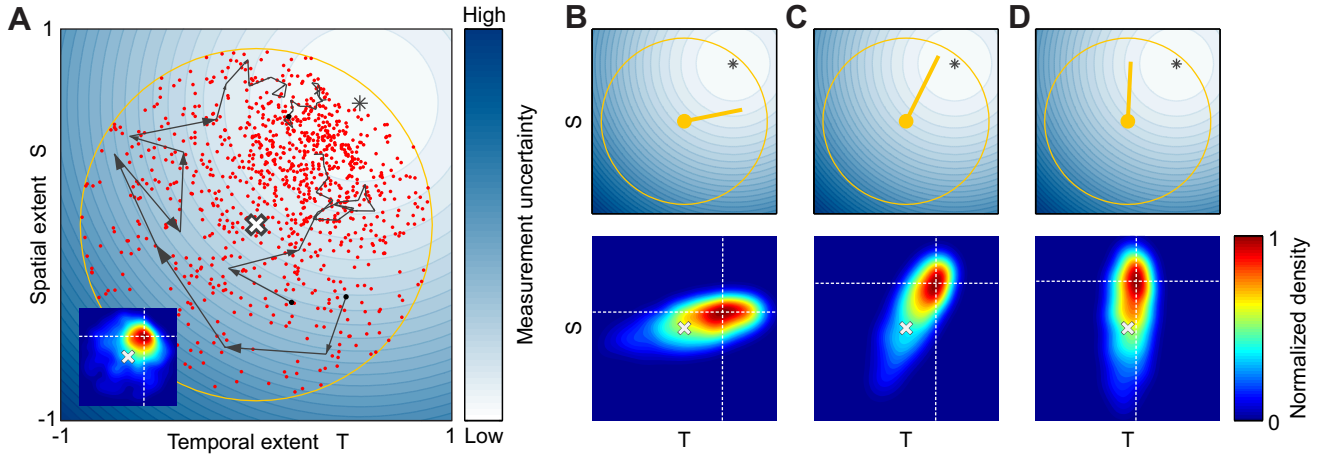 A
B
C
D
High
1
Spatial extent S
-1
-1
Temporal extent T
1
Low
Measurement uncertainty
S
S
T
T
T
1
0
Normalized density